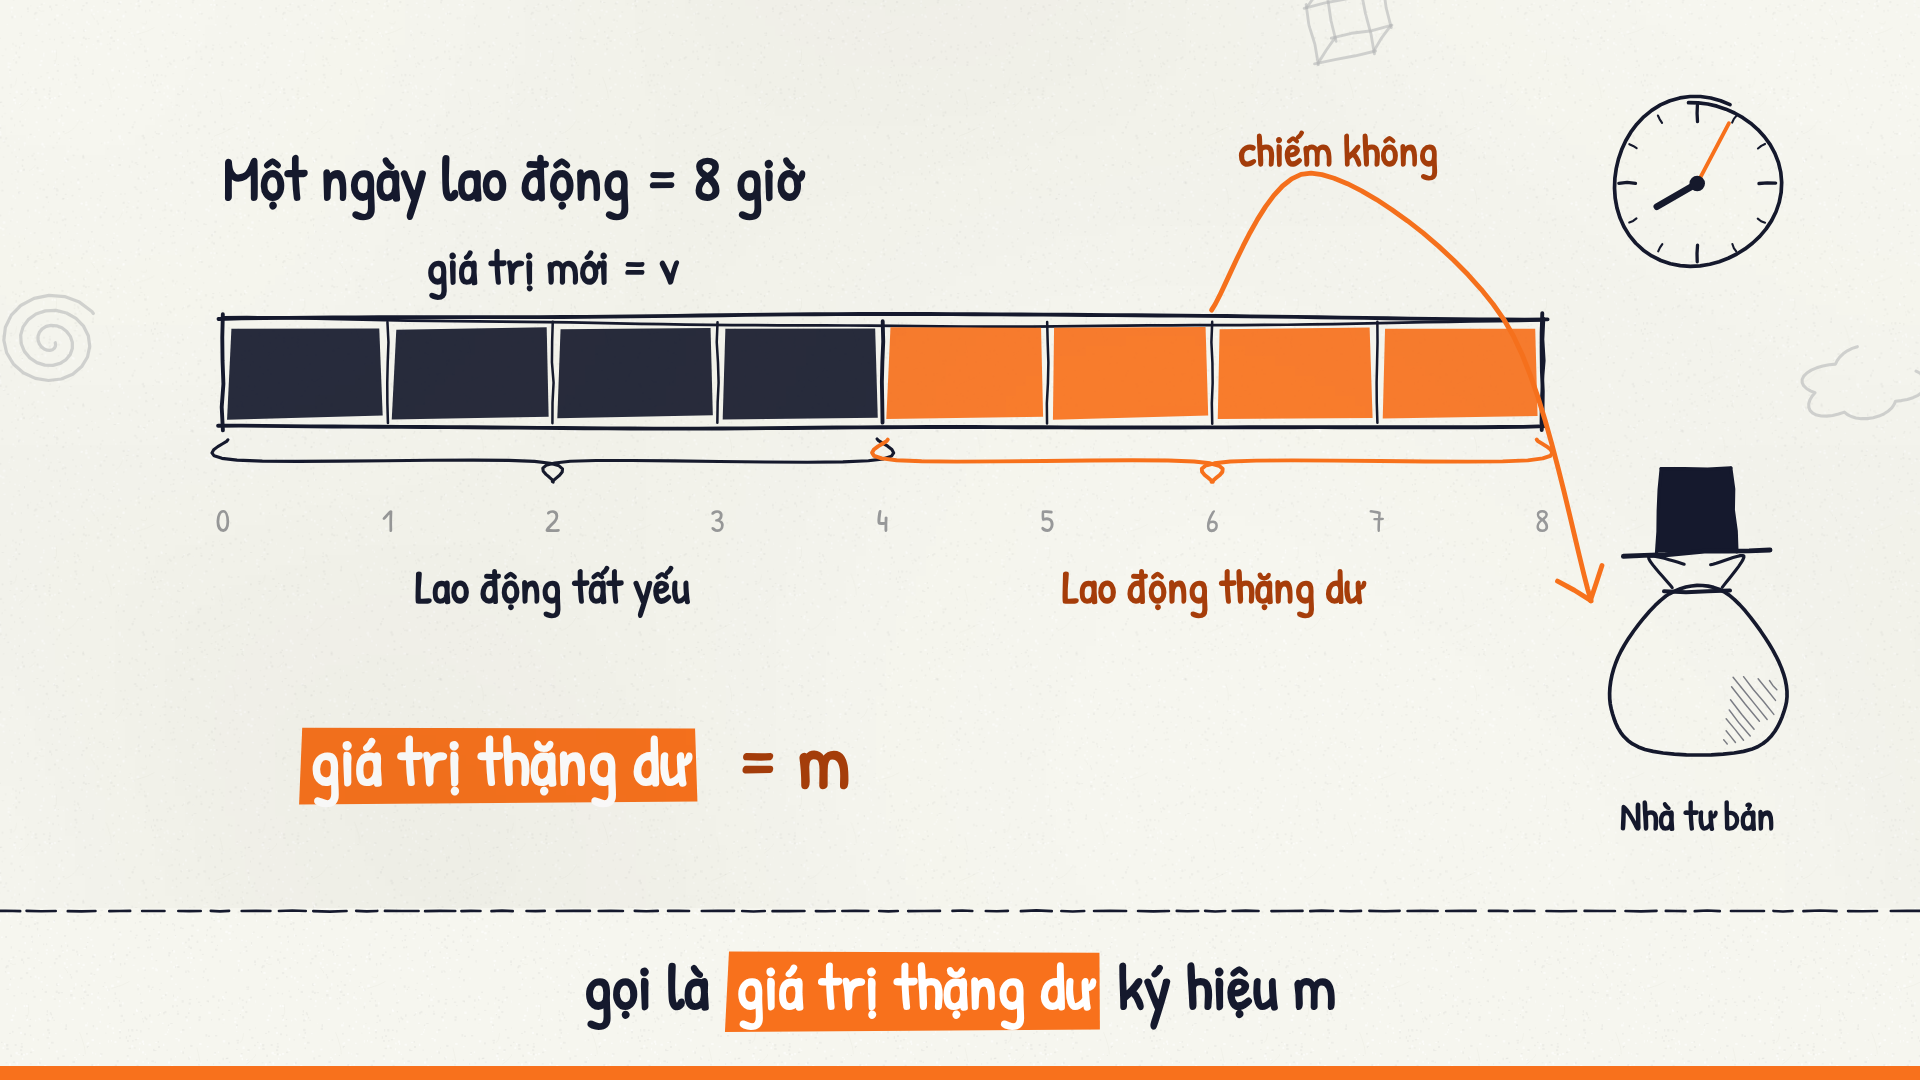 Một ngày lao động = 8 giờ
chiếm không
giá trị mới = v
0 1 2 3 4 5 6 7 8
Lao động tất yếu
Lao động thặng dư
giá trị thặng dư = m
Nhà tư bản
gọi là giá trị thặng dư ký hiệu m